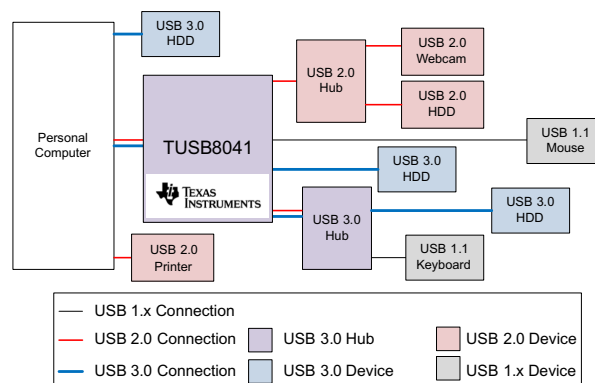 USB 3.0
HDD
USB 2.0
Hub
USB 2.0
Webcam
USB 2.0
HDD
Personal
Computer
TUSB8041
TEXAS
INSTRUMENTS
USB 1.1
Mouse
USB 3.0
HDD
USB 3.0
Hub
USB 3.0
HDD
USB 1.1
Keyboard
USB 2.0
Printer
USB 1.x Connection
USB 2.0 Connection
USB 3.0 Hub
USB 2.0 Device
USB 3.0 Connection
USB 3.0 Device
USB 1.x Device